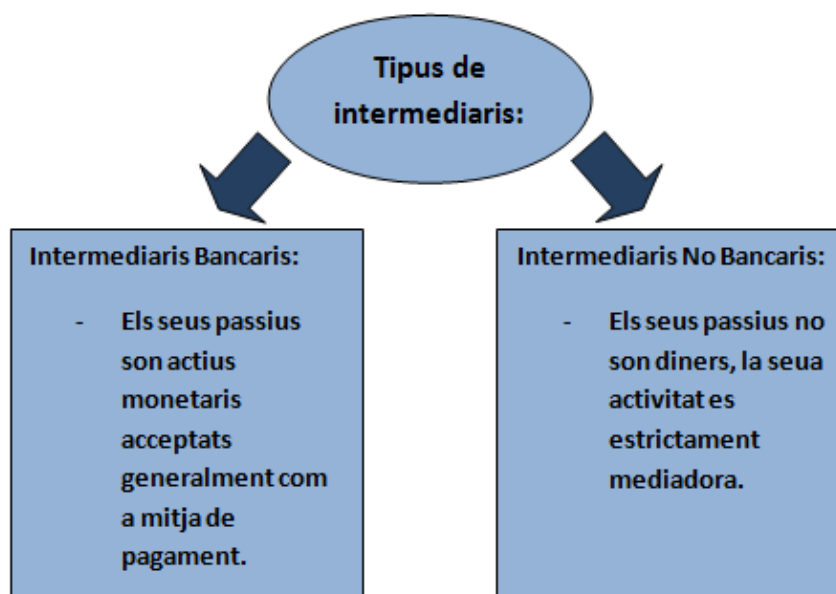 Tipus de
intermediaris:
Intermediaris Bancaris:
- Els seus passius
son actius
monetaris
acceptats
generalment com
a mitja de
pagament.
Intermediaris No Bancaris:
- Els seus passius no
son diners, la seua
activitat es
estrictament
mediadora.